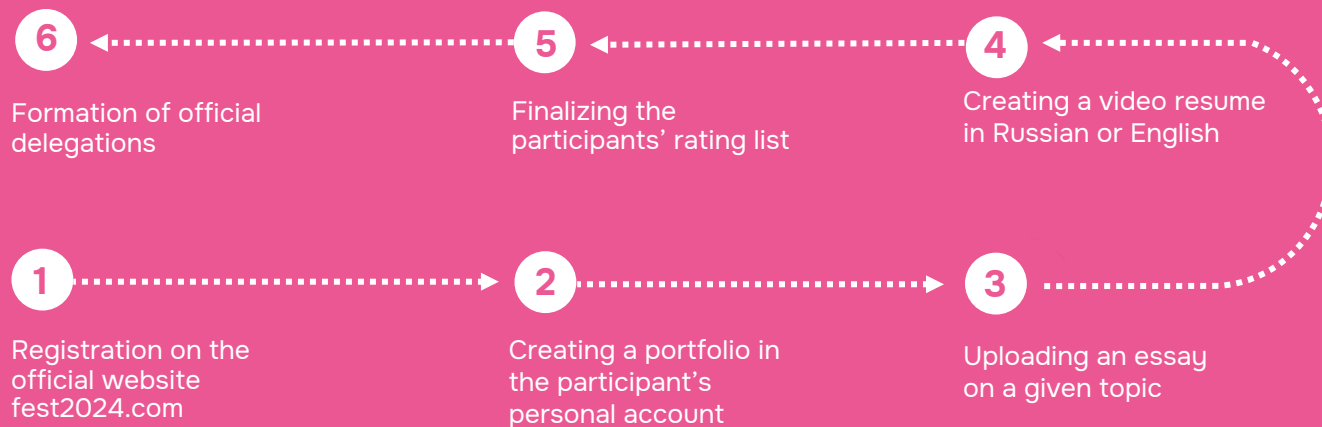 6
Formation of official
delegations
5
Finalizing the
participants’ rating list
4
Creating a video resume
in Russian or English
1
Registration on the
official website
fest2024.com
2
Creating a portfolio in
the participant’s
personal account
3
Uploading an essay
on a given topic